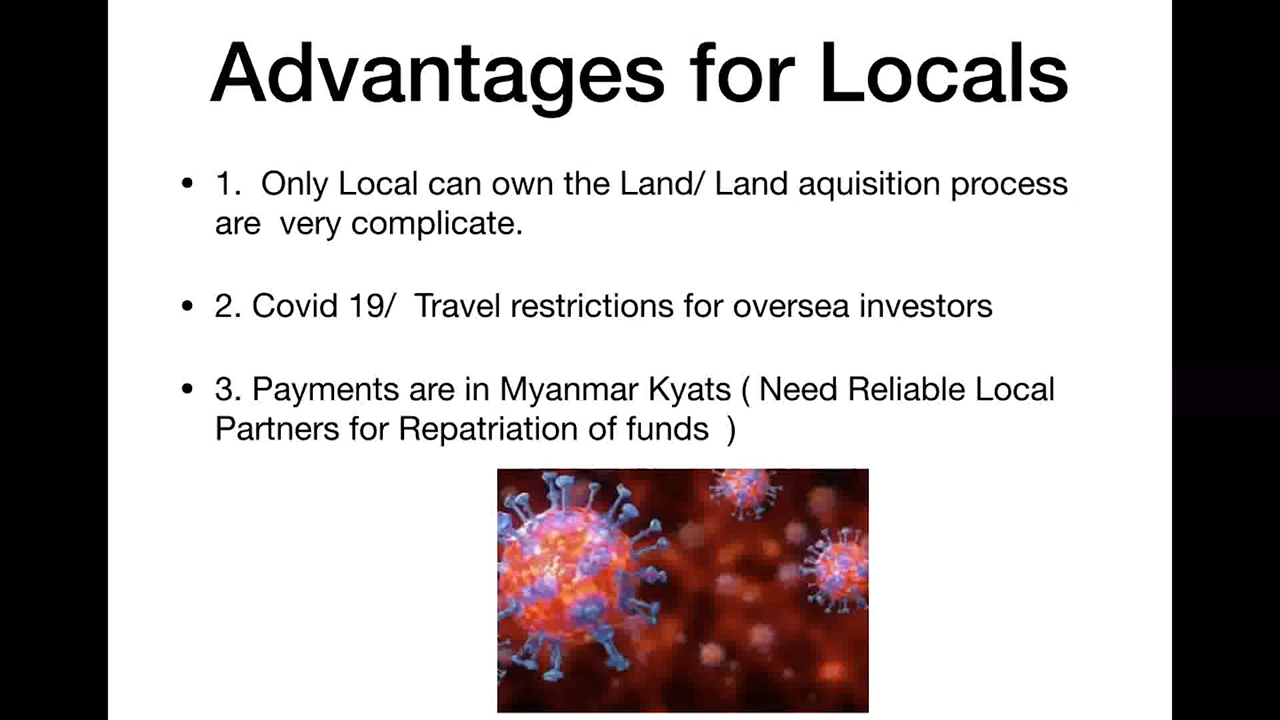 Advantages for Locals
• 1.  Only Local can own the Land/ Land aquisition process
are  very complicate.
• 2. Covid 19/  Travel restrictions for oversea investors
• 3. Payments are in Myanmar Kyats ( Need Reliable Local
Partners for Repatriation of funds  )